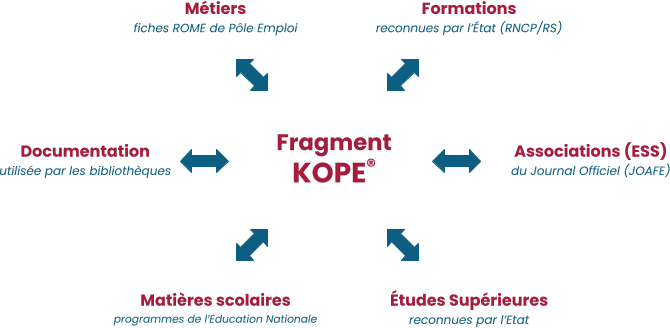 Métiers
fiches ROME de Pôle Emploi
Formations
reconnues par l'État (RNCP/RS)
Documentation
utilisée par les bibliothèques
Fragment
KOPE®
Associations (ESS)
du Journal Officiel (JOAFE)
Matières scolaires
programmes de l'Education Nationale
Études Supérieures
reconnues par l'Etat